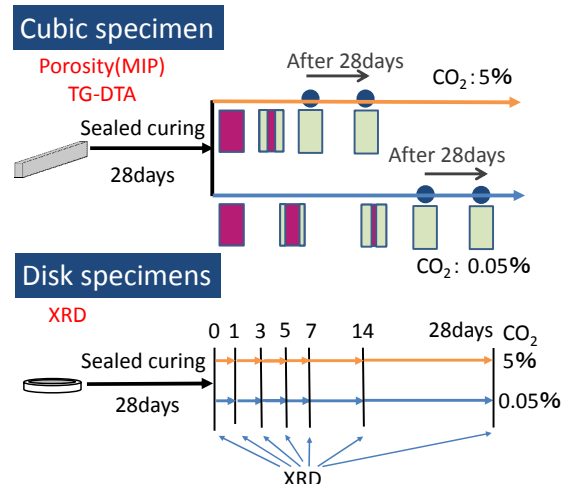 Cubic specimen
Porosity(MIP)
TG-DTA
After 28days
CO₂ : 5%
Sealed curing
28days
After 28days
CO₂ : 0.05%
Disk specimens
XRD
0 1 3 5 7 14 28days CO₂
Sealed curing
5%
28days
0.05%
XRD